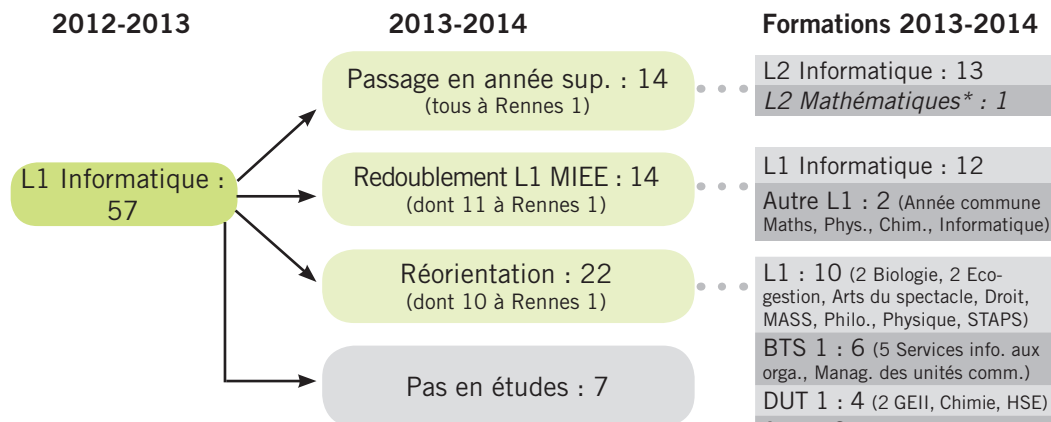 2012-2013
2013-2014
Formations 2013-2014
L1 Informatique :
57
Passage en année sup. : 14
(tous à Rennes 1)
L2 Informatique : 13
L2 Mathématiques* : 1
Redoublement L1 MIEE : 14
(dont 11 à Rennes 1)
L1 Informatique : 12
Autre L1 : 2 (Année commune
Maths, Phys., Chim., Informatique)
Réorientation : 22
(dont 10 à Rennes 1)
L1 : 10 (2 Biologie, 2 Eco-
gestion, Arts du spectacle, Droit,
MASS, Philo., Physique, STAPS)
BTS 1 : 6 (5 Services info. aux
orga., Manag. des unités comm.)
DUT 1 : 4 (2 GEII, Chimie, HSE)
Pas en études : 7